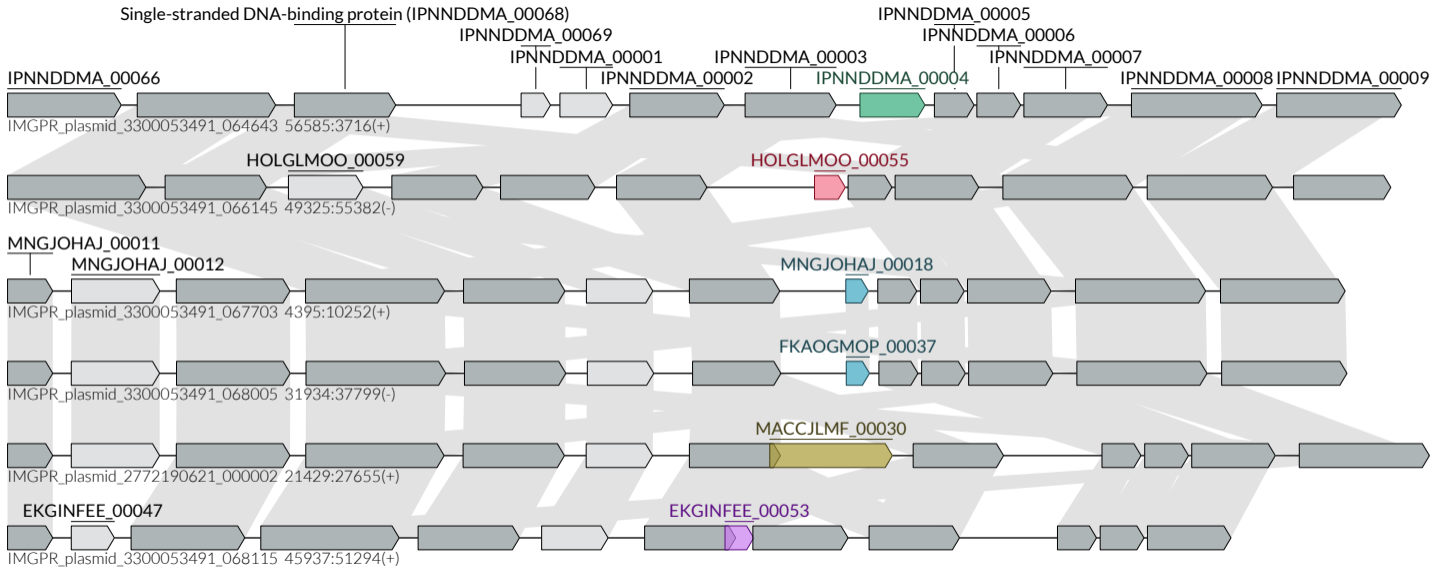 Single-stranded DNA-binding protein (IPNNDDMA_00068)
IPNNDDMA_00005
IPNNDDMA_00069
IPNNDDMA_00006
IPNNDDMA_00001
IPNNDDMA_00003
IPNNDDMA_00007
IPNNDDMA_00066
IPNNDDMA_00002
IPNNDDMA_00004
IPNNDDMA_00008
IPNNDDMA_00009
IMGPR_plasmid_3300053491_064643 56585:3716(+)
HOLGLMOO_00059
HOLGLMOO_00055
IMGPR_plasmid_3300053491_066145 49325:55382(-)
MNGJOHAJ_00011
MNGJOHAJ_00012
MNGJOHAJ_00018
IMGPR_plasmid_3300053491_067703 4395:10252(+)
FKAOGMOP_00037
IMGPR_plasmid_3300053491_068005 31934:37799(-)
MACCJLMF_00030
IMGPR_plasmid_2772190621_000002 21429:27655(+)
EKGINFEE_00047
EKGINFEE_00053
IMGPR_plasmid_3300053491_068115 45937:51294(+)